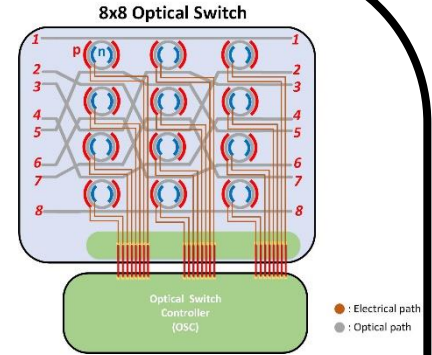 8x8 Optical Switch
1 1
p n
2 2
3 3
4 4
5 5
6 6
7 7
8 8
Optical Switch
Controller
(OSC)
: Electrical path
: Optical path